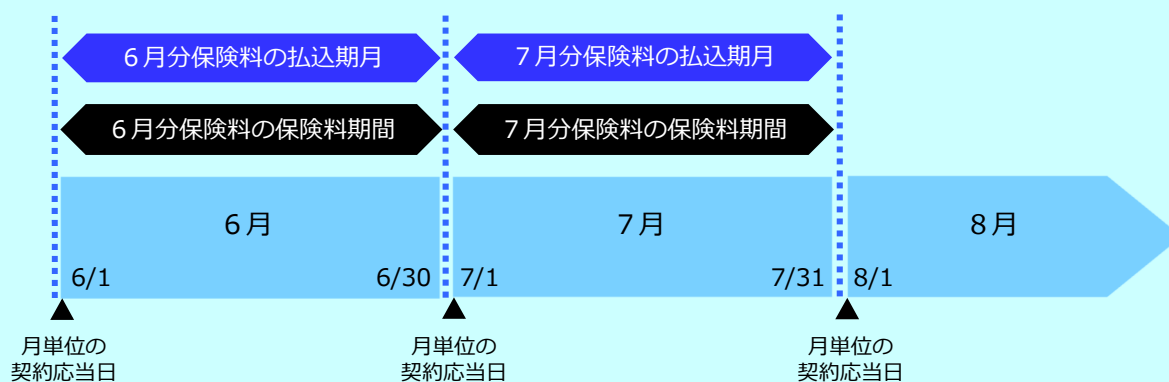 ６月分保険料の払込期月
７月分保険料の払込期月
６月分保険料の保険料期間
７月分保険料の保険料期間
６月
７月
８月
6/1
6/30
7/1
7/31
8/1
月単位の
契約応当日
月単位の
契約応当日
月単位の
契約応当日